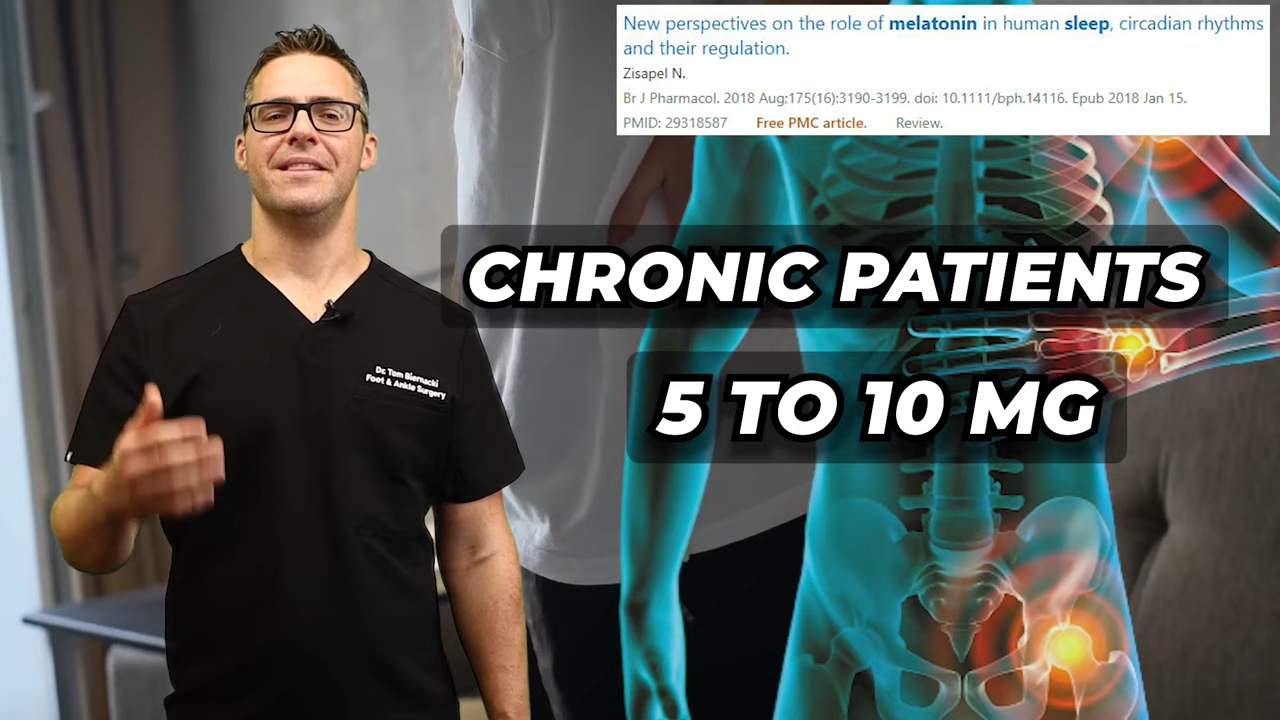 New perspectives on the role of melatonin in human sleep, circadian rhythms
and their regulation.
Zisapel N.
Br J Pharmacol. 2018 Aug;175(16):3190-3199. doi: 10.1111/bph.14116. Epub 2018 Jan 15.
PMID: 29318587 Free PMC article. Review.
CHRONIC PATIENTS
5 TO 10 MG
Dr. Tom Biernacki
Foot & Ankle Surgery